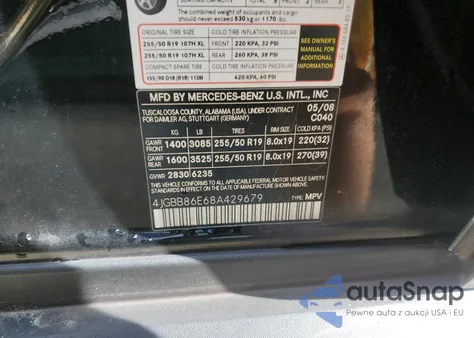 The combined weight of occupants and cargo
should never exceed 530 kg or 1170 lbs.
ORIGINAL TIRE SIZE COLD TIRE INFLATION PRESSURE
255/50 R19 107H XL FRONT 220 KPA, 32 PSI
255/50 R19 107H XL REAR 260 KPA, 38 PSI
COMPACT SPARE TIRE COLD TIRE INFLATION PRESSURE
155/90 D18 (R18) 113M 420 KPA, 60 PSI
SEE OWNER'S
MANUAL FOR
ADDITIONAL
INFORMATION
MFD BY MERCEDES-BENZ U.S. INTL., INC
TUSCALOOSA COUNTY, ALABAMA (USA), UNDER CONTRACT
FOR DAIMLER AG, STUTTGART (GERMANY)
05/08
C040
KG LB TIRES RIM SIZE COLD (PSI)
GAWR FRONT 1400 3085 255/50 R19 8.0x19 220(32)
GAWR REAR 1600 3525 255/50 R19 8.0x19 270(39)
GVWR 2830 6235
THIS VEHICLE CONFORMS TO ALL
APPLICABLE FEDERAL MOTOR VEHICLE SAFETY
STANDARDS IN EFFECT ON THE DATE OF
MANUFACTURE SHOWN ABOVE.
4JGBB86E68A429679 TYPE: MPV
autoSnap
Pewne auta z aukcji USA i EU